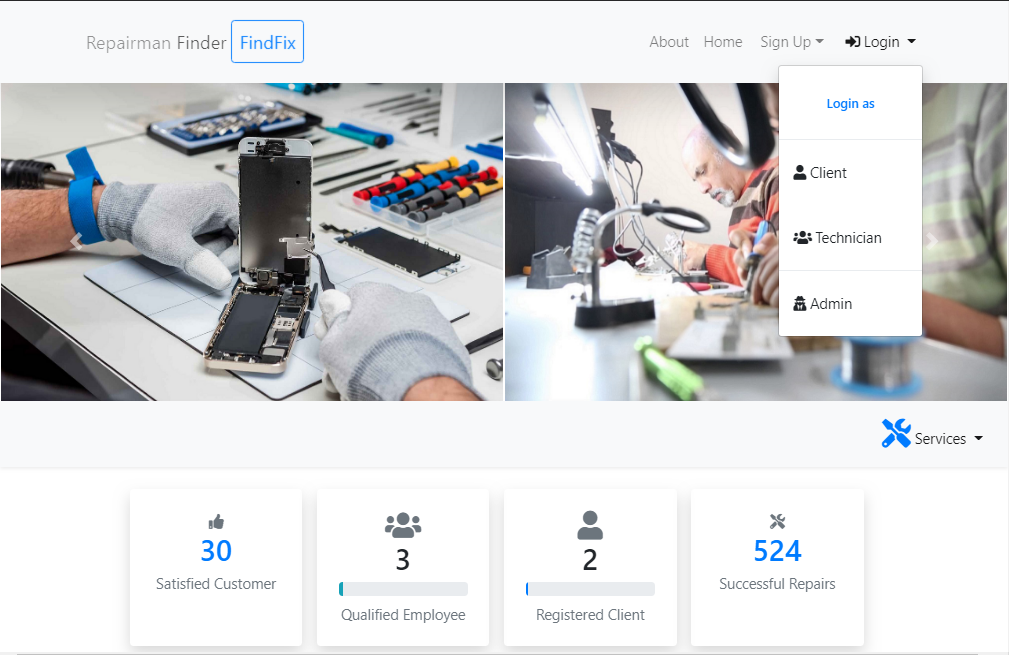 Repairman Finder FindFix
About Home Sign Up Login
Login as
Client
Technician
Admin
Services
30
Satisfied Customer
3
Qualified Employee
2
Registered Client
524
Successful Repairs